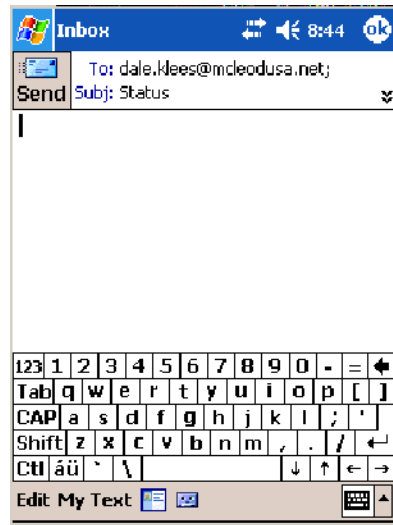 Inbox 8:44 ok
To: dale.klees@mcleodusa.net;
Send Subj: Status
123 1 2 3 4 5 6 7 8 9 0 - = 
Tab q w e r t y u i o p [ ]
CAP a s d f g h j k l ; '
Shift z x c v b n m , . / ↵
Ctl áü ` \ ↓ ↑ ← →
Edit My Text